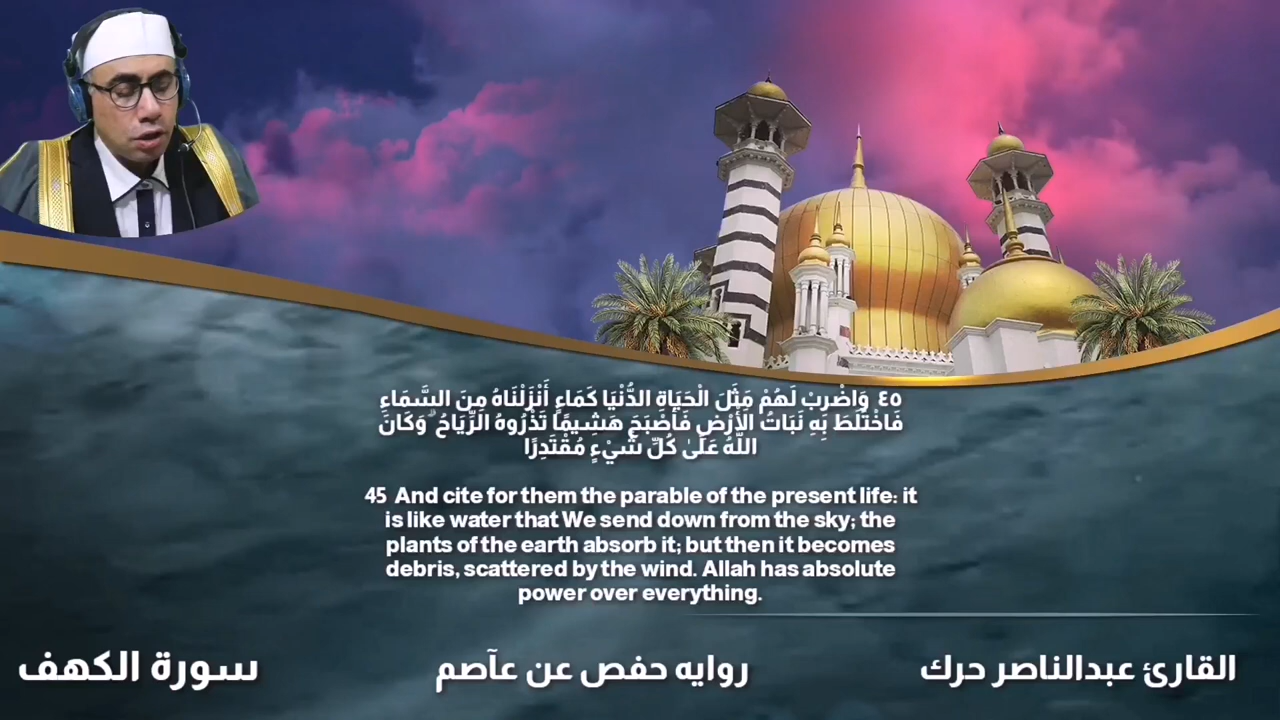 ٤٥ وَاضْرِبْ لَهُمْ مَثَلَ الْحَيَاةِ الدُّنْيَا كَمَاءٍ أَنْزَلْنَاهُ مِنَ السَّمَاءِ
فَاخْتَلَطَ بِهِ نَبَاتُ الْأَرْضِ فَأَصْبَحَ هَشِيمًا تَذْرُوهُ الرِّيَاحُ ۗ وَكَانَ
اللَّهُ عَلَىٰ كُلِّ شَيْءٍ مُقْتَدِرًا
45 And cite for them the parable of the present life: it
is like water that We send down from the sky; the
plants of the earth absorb it; but then it becomes
debris, scattered by the wind. Allah has absolute
power over everything.
القارئ عبدالناصر حرك
روايه حفص عن عآصم
سورة الكهف